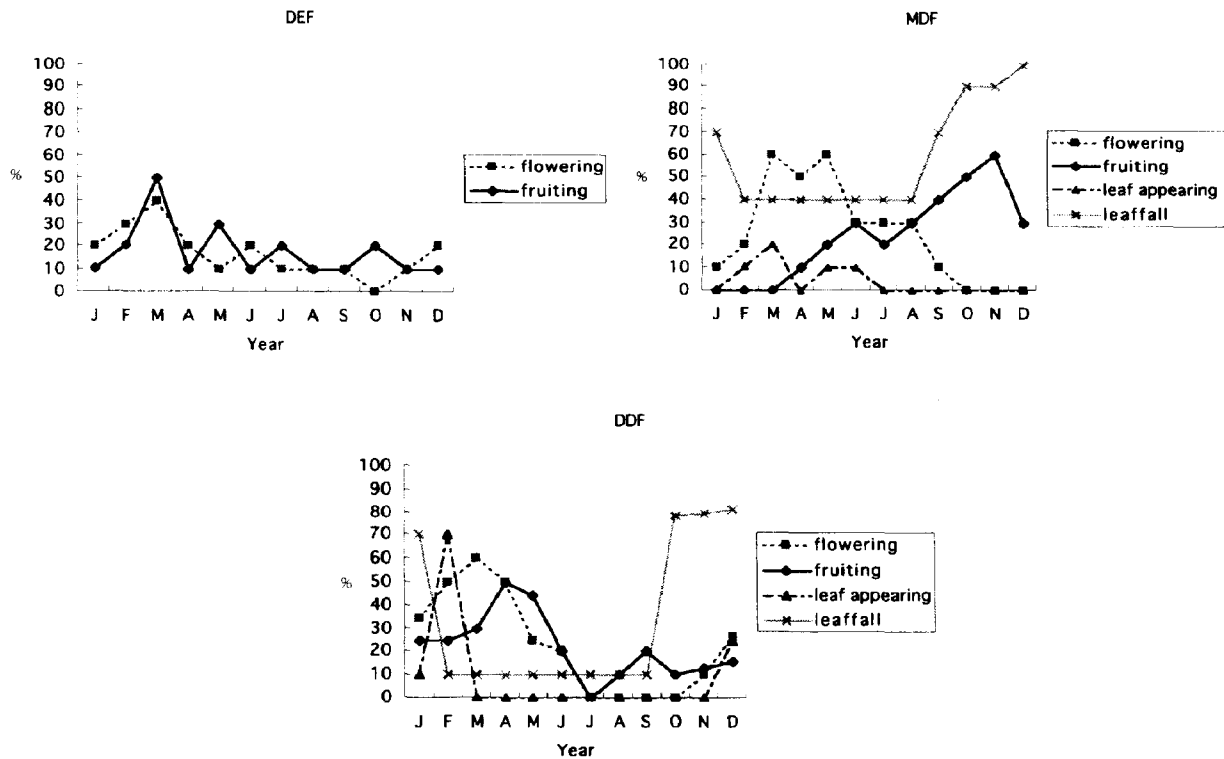 DEF
100
90
80
70
60
50
40
30
20
10
0
%
J F M A M J J A S O N D
Year
flowering
fruiting
MDF
100
90
80
70
60
50
40
30
20
10
0
%
J F M A M J J A S O N D
Year
flowering
fruiting
leaf appearing
leaffall
DDF
100
90
80
70
60
50
40
30
20
10
0
%
J F M A M J J A S O N D
Year
flowering
fruiting
leaf appearing
leaffall